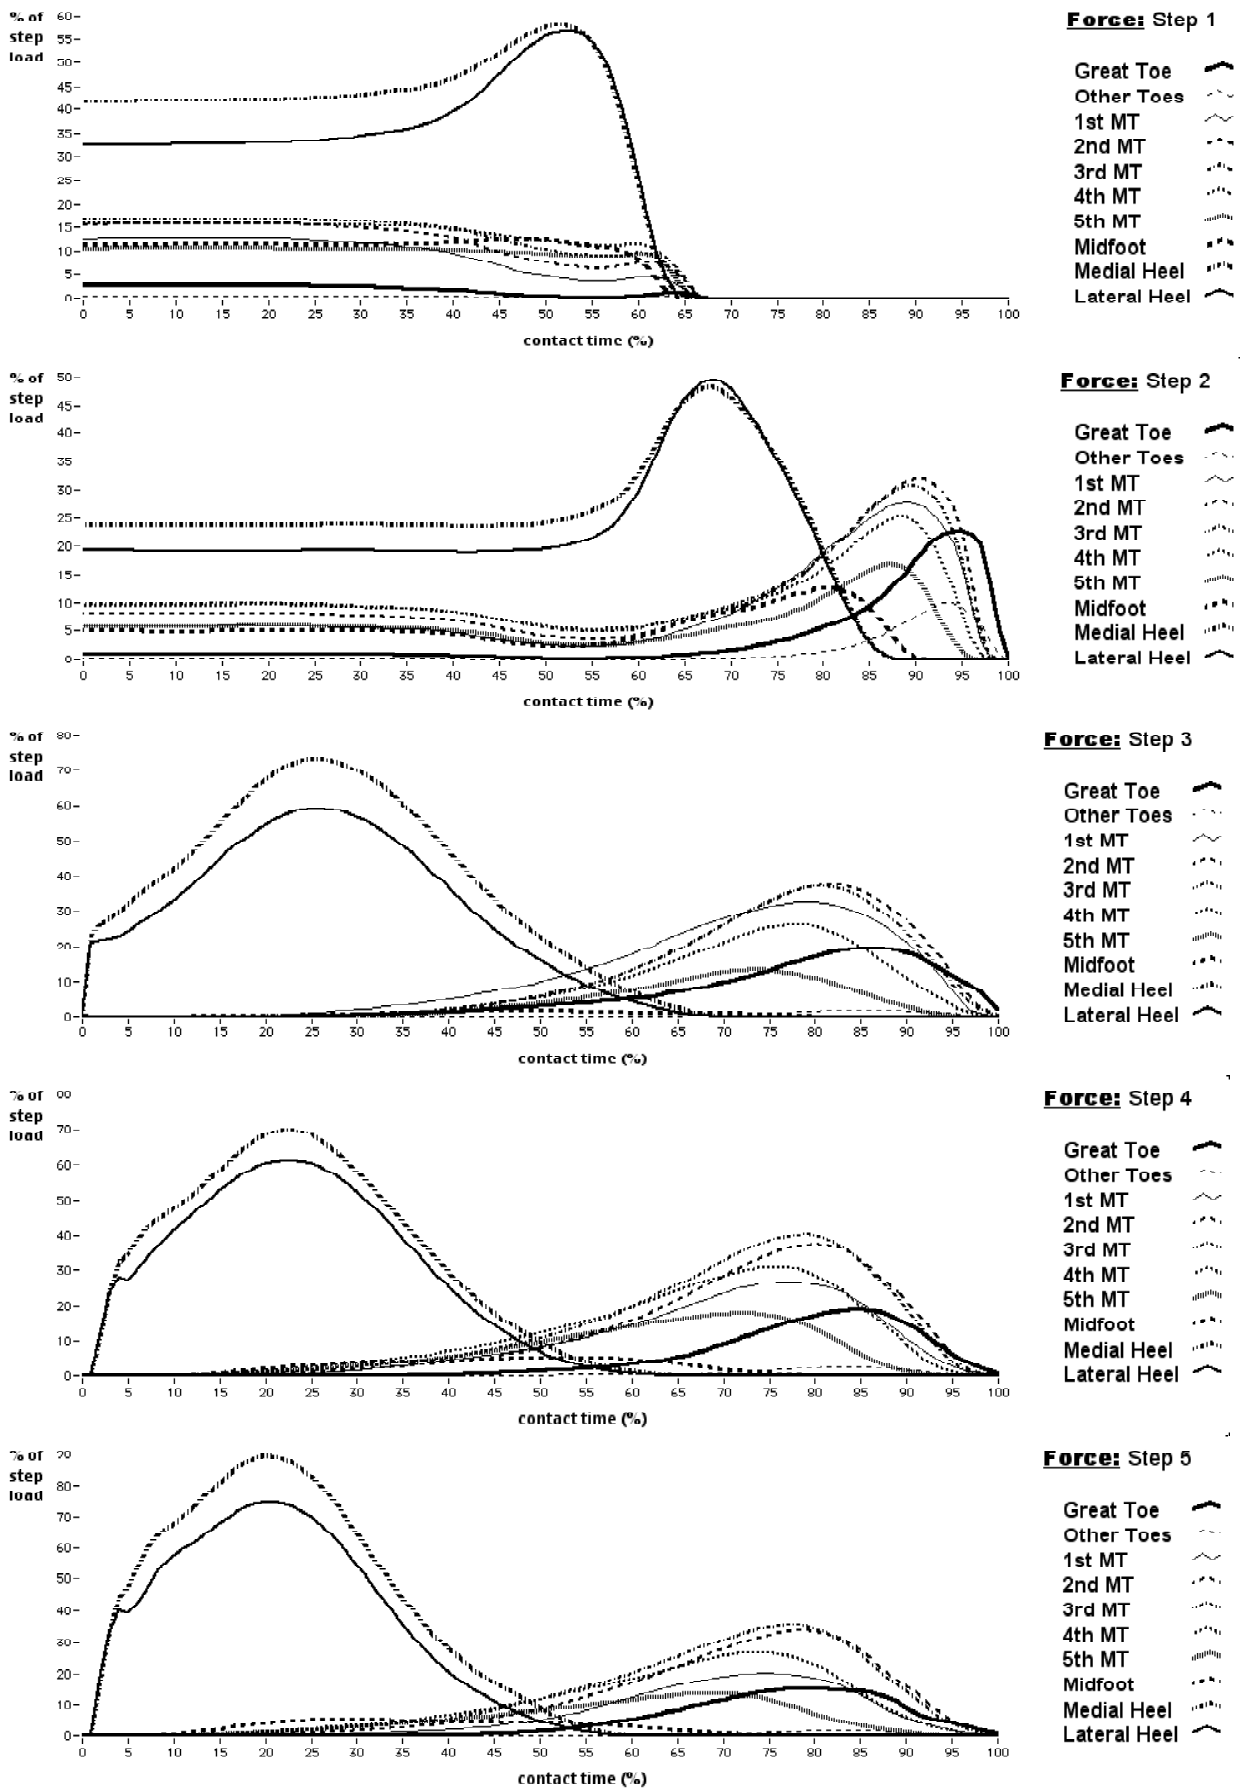 % of
step
load
60
55
50
45
40
35
30
25
20
15
10
5
0
0 5 10 15 20 25 30 35 40 45 50 55 60 65 70 75 80 85 90 95 100
contact time (%)
Force: Step 1
Great Toe
Other Toes
1st MT
2nd MT
3rd MT
4th MT
5th MT
Midfoot
Medial Heel
Lateral Heel
% of
step
load
50
45
40
35
30
25
20
15
10
5
0
0 5 10 15 20 25 30 35 40 45 50 55 60 65 70 75 80 85 90 95 100
contact time (%)
Force: Step 2
Great Toe
Other Toes
1st MT
2nd MT
3rd MT
4th MT
5th MT
Midfoot
Medial Heel
Lateral Heel
% of
step
load
80
70
60
50
40
30
20
10
0
0 5 10 15 20 25 30 35 40 45 50 55 60 65 70 75 80 85 90 95 100
contact time (%)
Force: Step 3
Great Toe
Other Toes
1st MT
2nd MT
3rd MT
4th MT
5th MT
Midfoot
Medial Heel
Lateral Heel
% of
step
load
80
70
60
50
40
30
20
10
0
0 5 10 15 20 25 30 35 40 45 50 55 60 65 70 75 80 85 90 95 100
contact time (%)
Force: Step 4
Great Toe
Other Toes
1st MT
2nd MT
3rd MT
4th MT
5th MT
Midfoot
Medial Heel
Lateral Heel
% of
step
load
90
80
70
60
50
40
30
20
10
0
0 5 10 15 20 25 30 35 40 45 50 55 60 65 70 75 80 85 90 95 100
contact time (%)
Force: Step 5
Great Toe
Other Toes
1st MT
2nd MT
3rd MT
4th MT
5th MT
Midfoot
Medial Heel
Lateral Heel